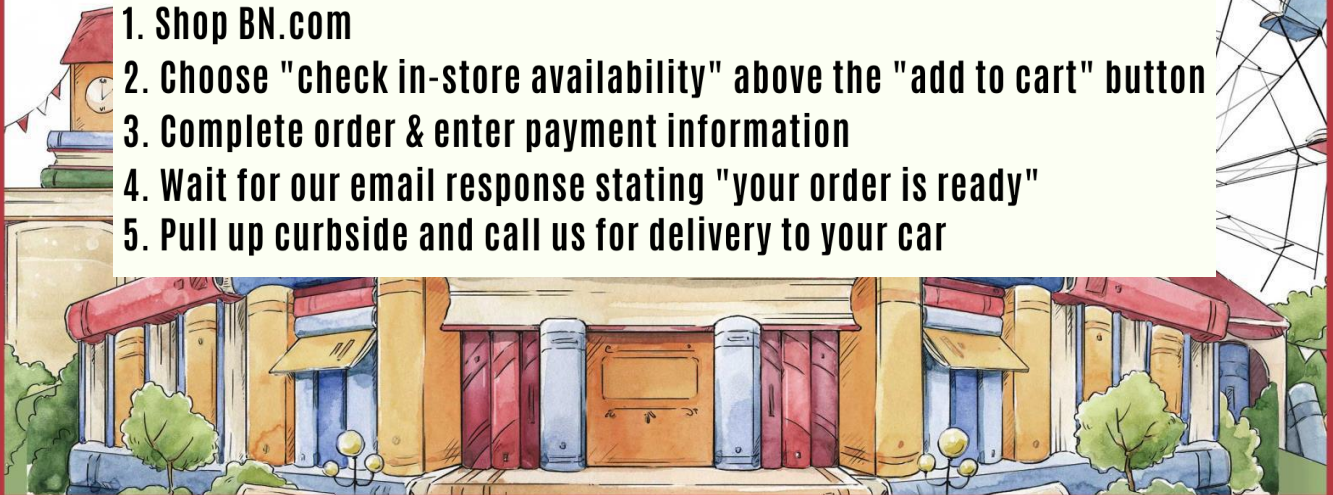 1. Shop BN.com
2. Choose "check in-store availability" above the "add to cart" button
3. Complete order & enter payment information
4. Wait for our email response stating "your order is ready"
5. Pull up curbside and call us for delivery to your car